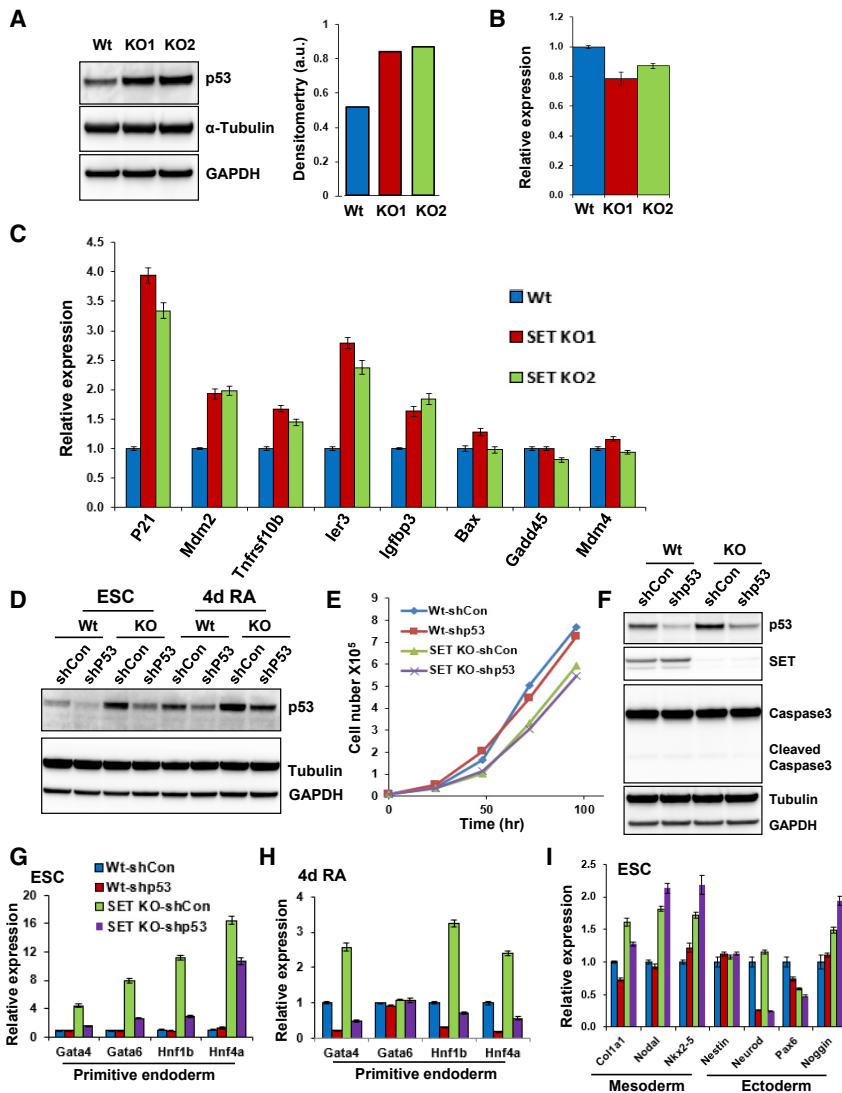 A
Wt KO1 KO2
p53
α-Tubulin
GAPDH
Densitomertry (a.u.)
1
0.8
0.6
0.4
0.2
0
Wt KO1 KO2
B
Relative expression
1.2
1.0
0.8
0.6
0.4
0.2
0.0
Wt KO1 KO2
C
Relative expression
4.5
4.0
3.5
3.0
2.5
2.0
1.5
1.0
0.5
0.0
P21 Mdm2 Tnfrsf10b Ier3 Igfbp3 Bax Gadd45 Mdm4
Wt
SET KO1
SET KO2
D
ESC 4d RA
Wt KO Wt KO
shCon shP53 shCon shP53 shCon shP53 shCon shP53
p53
Tubulin
GAPDH
E
Cell nuber X10⁵
9
8
7
6
5
4
3
2
1
0
0 50 100
Time (hr)
Wt-shCon
Wt-shp53
SET KO-shCon
SET KO-shp53
F
Wt KO
shCon shp53 shCon shp53
p53
SET
Caspase3
Cleaved
Caspase3
Tubulin
GAPDH
G
ESC
Wt-shCon
Wt-shp53
SET KO-shCon
SET KO-shp53
Relative expression
20
16
12
8
4
0
Gata4 Gata6 Hnf1b Hnf4a
Primitive endoderm
H
4d RA
Relative expression
4
3
2
1
0
Gata4 Gata6 Hnf1b Hnf4a
Primitive endoderm
I
ESC
Relative expression
2.5
2.0
1.5
1.0
0.5
0.0
Col1a1 Nodal Nkx2-5 Nestin Neurod Pax6 Noggin
Mesoderm Ectoderm